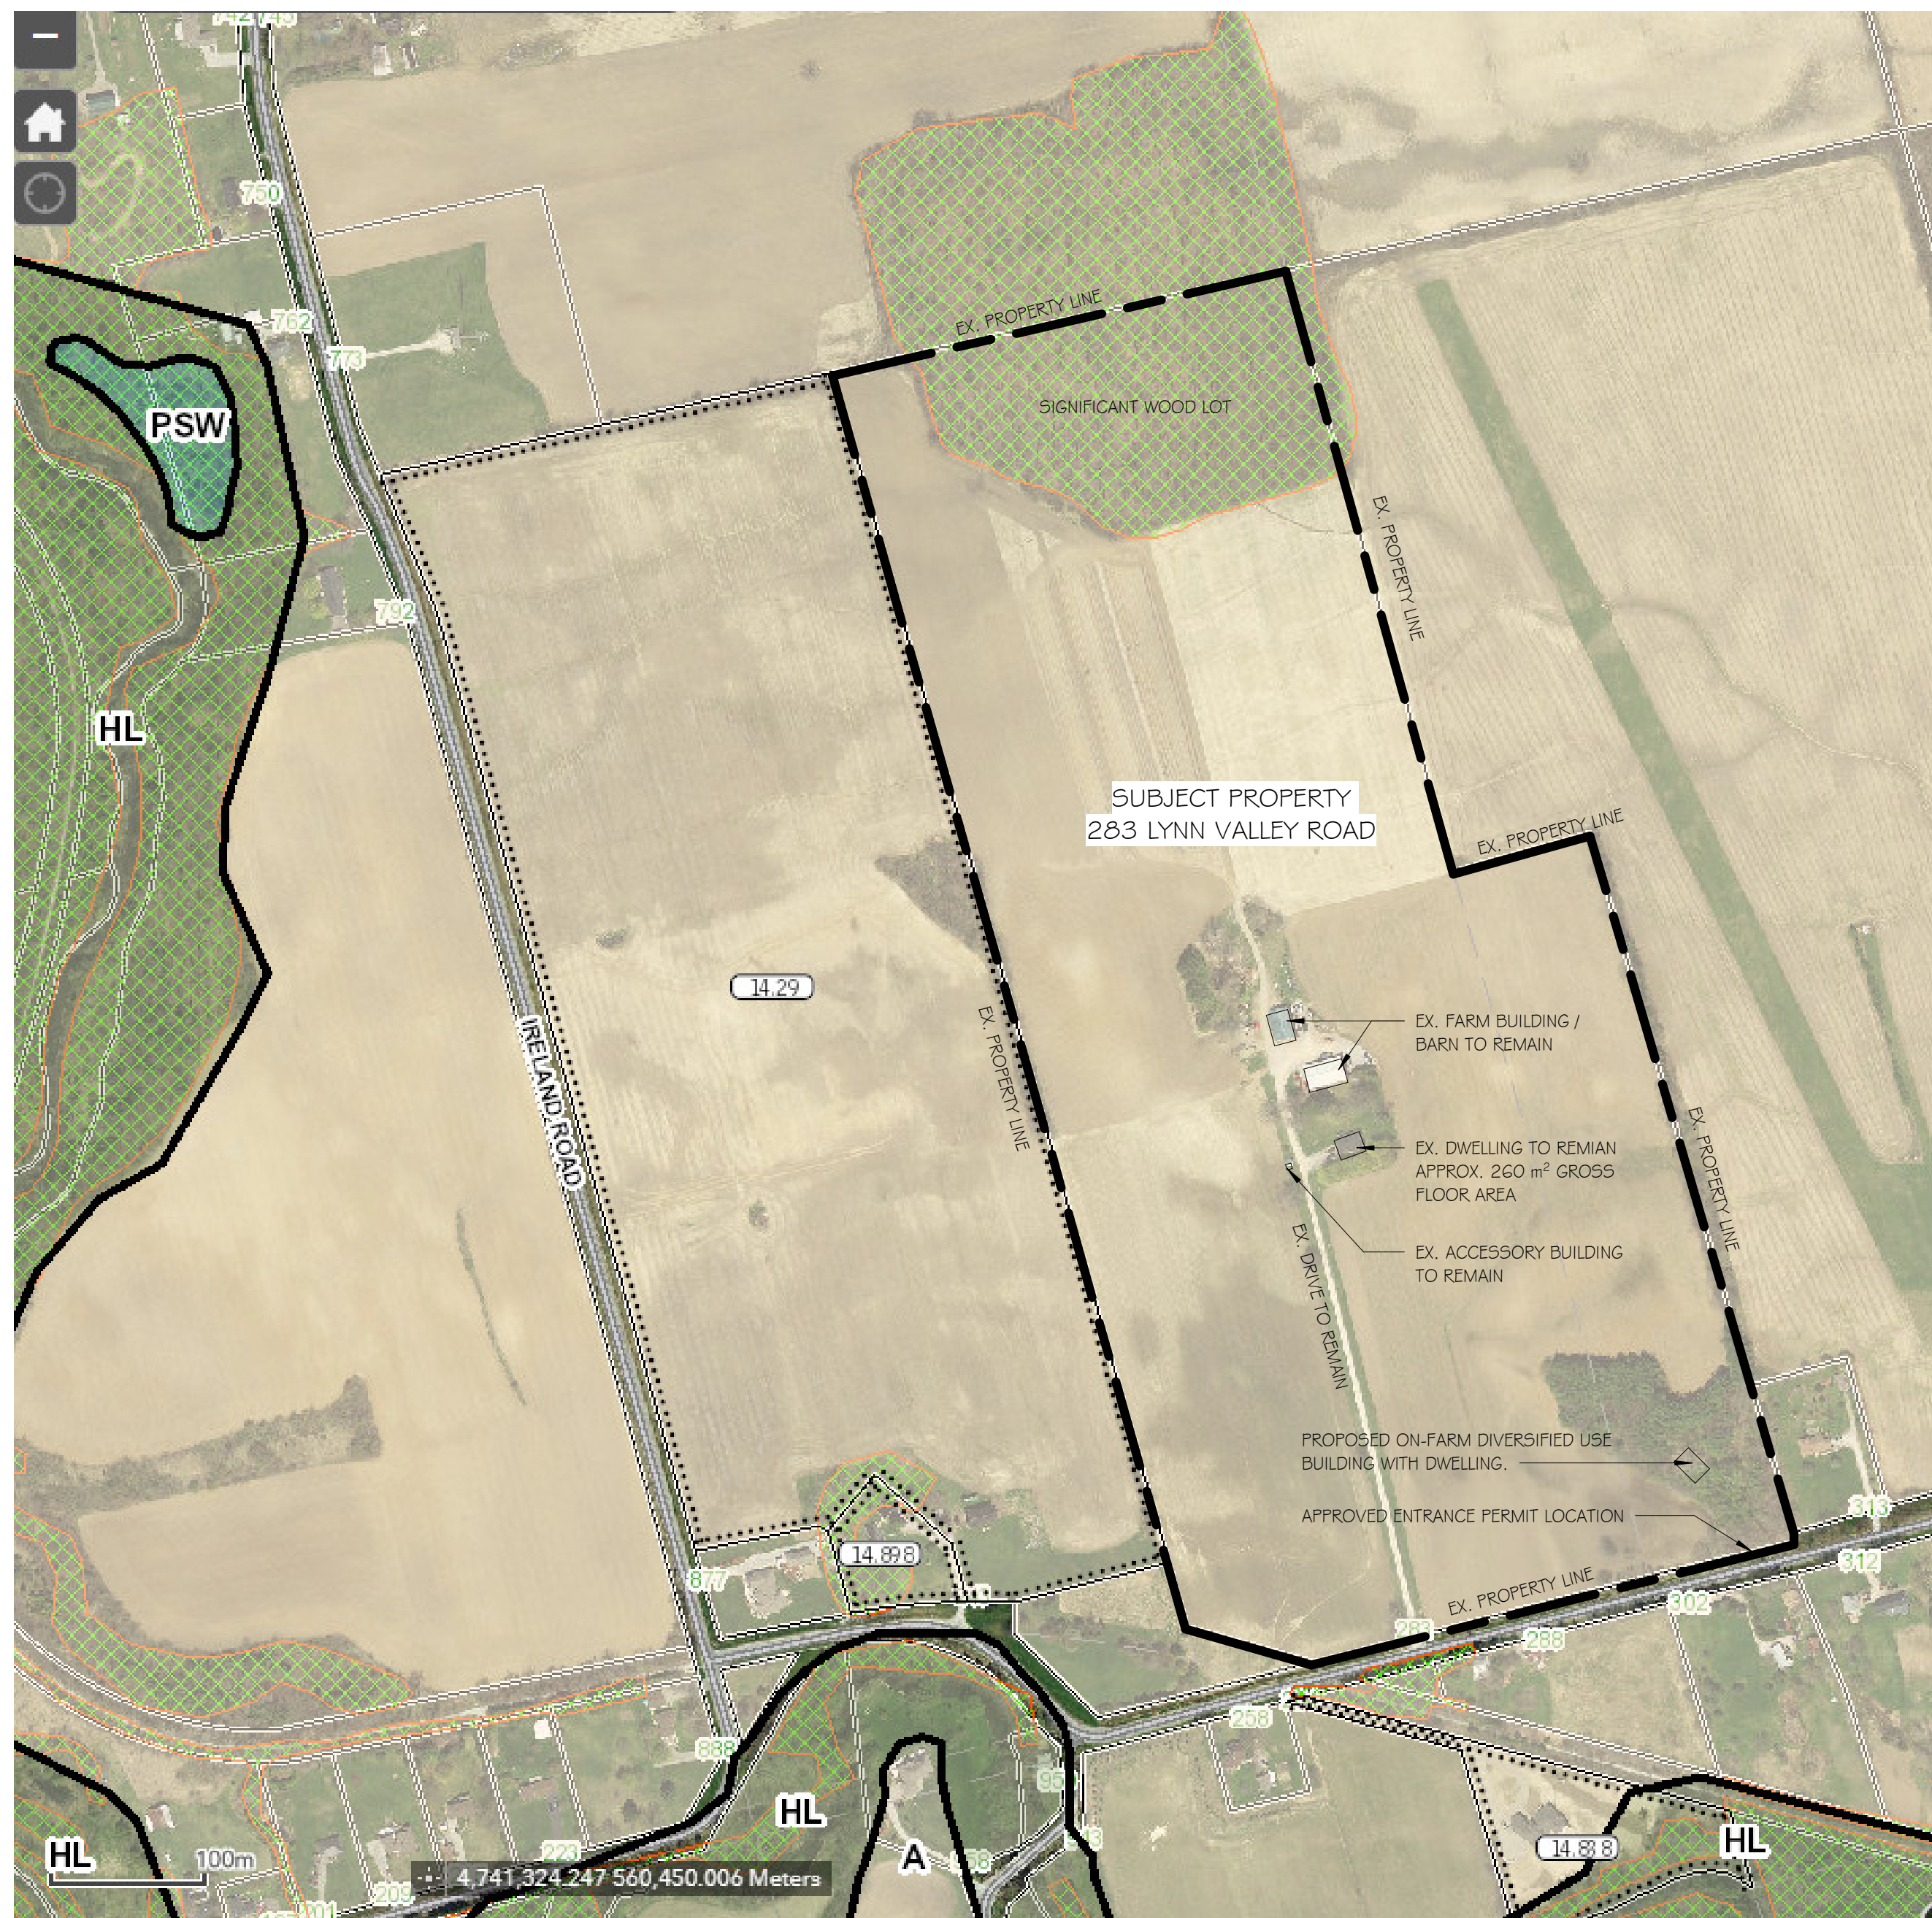 750
EX. PROPERTY LINE
762
773
SIGNIFICANT WOOD LOT
PSW
EX. PROPERTY LINE
792
HL
SUBJECT PROPERTY
283 LYNN VALLEY ROAD
EX. PROPERTY LINE
14.29
IRELAND ROAD
EX. PROPERTY LINE
EX. FARM BUILDING /
BARN TO REMAIN
EX. DWELLING TO REMIAN
APPROX. 260 m² GROSS
FLOOR AREA
EX. PROPERTY LINE
EX. ACCESSORY BUILDING
TO REMAIN
EX. DRIVE TO REMAIN
PROPOSED ON-FARM DIVERSIFIED USE
BUILDING WITH DWELLING.
APPROVED ENTRANCE PERMIT LOCATION
313
14.898
312
877
EX. PROPERTY LINE
302
283
288
258
838
HL
A
HL
100m
HL
223
4,741,324.247 560,450.006 Meters
209